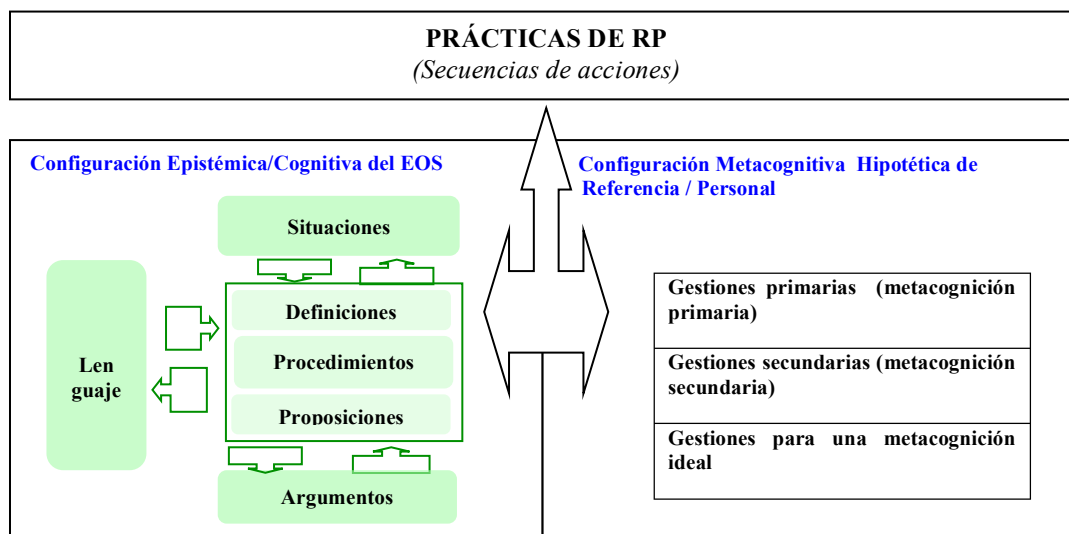 PRÁCTICAS DE RP
(Secuencias de acciones)
Configuración Epistémica/Cognitiva del EOS
Situaciones
Len
guaje
Definiciones
Procedimientos
Proposiciones
Argumentos
Configuración Metacognitiva Hipotética de
Referencia / Personal
Gestiones primarias (metacognición
primaria)
Gestiones secundarias (metacognición
secundaria)
Gestiones para una metacognición
ideal